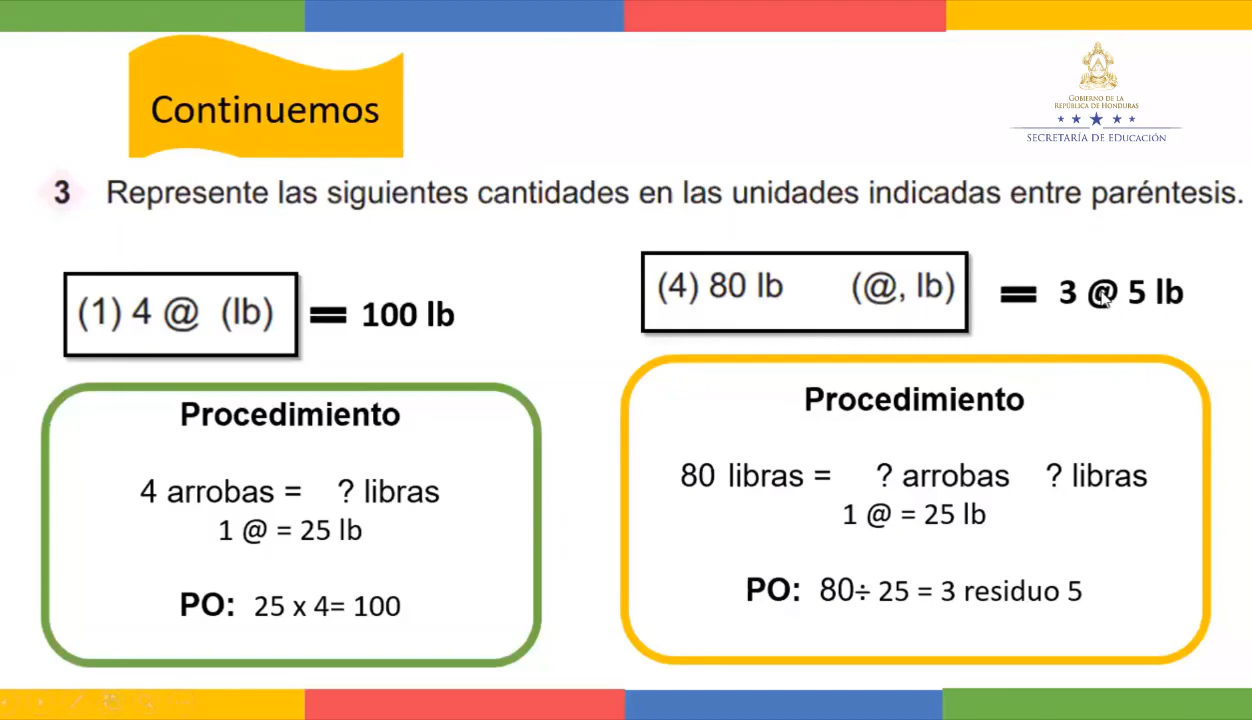 Continuemos
GOBIERNO DE LA
REPÚBLICA DE HONDURAS
SECRETARÍA DE EDUCACIÓN
3 Represente las siguientes cantidades en las unidades indicadas entre paréntesis.
(1) 4 @ (lb) = 100 lb
Procedimiento
4 arrobas = ? libras
1 @ = 25 lb
PO: 25 x 4= 100
(4) 80 lb (@, lb) = 3 @ 5 lb
Procedimiento
80 libras = ? arrobas ? libras
1 @ = 25 lb
PO: 80÷ 25 = 3 residuo 5